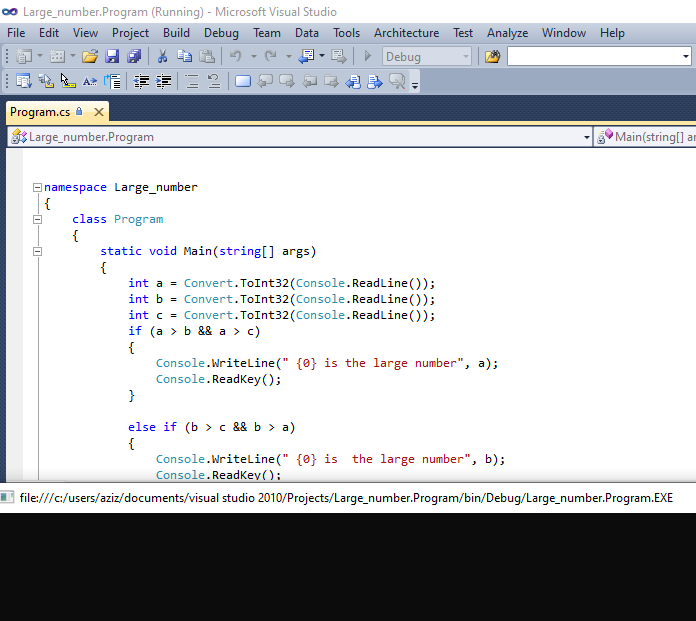 Large_number.Program (Running) - Microsoft Visual Studio
File Edit View Project Build Debug Team Data Tools Architecture Test Analyze Window Help
Debug
Program.cs
Large_number.Program Main(string[] ar
namespace Large_number
{
class Program
{
static void Main(string[] args)
{
int a = Convert.ToInt32(Console.ReadLine());
int b = Convert.ToInt32(Console.ReadLine());
int c = Convert.ToInt32(Console.ReadLine());
if (a > b && a > c)
{
Console.WriteLine(" {0} is the large number", a);
Console.ReadKey();
}
else if (b > c && b > a)
{
Console.WriteLine(" {0} is  the large number", b);
Console.ReadKey();
file:///c:/users/aziz/documents/visual studio 2010/Projects/Large_number.Program/bin/Debug/Large_number.Program.EXE